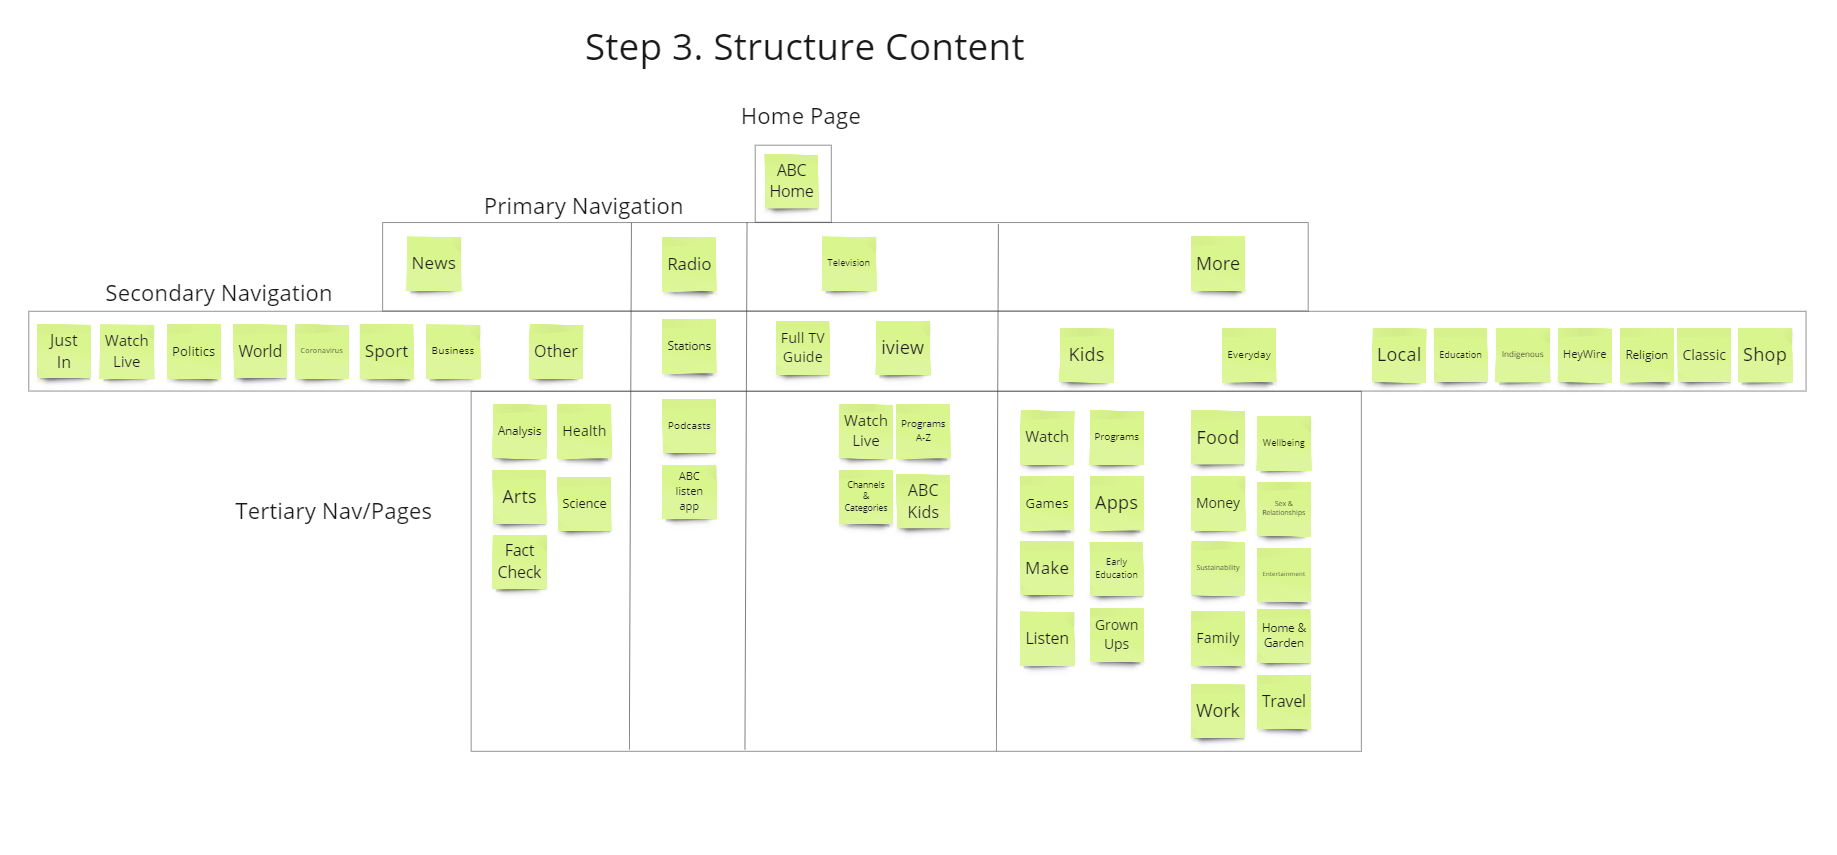 Step 3. Structure Content
Home Page
ABC
Home
Primary Navigation
News
Radio
Television
More
Secondary Navigation
Just
In
Watch
Live
Politics
World
Coronavirus
Sport
Business
Other
Stations
Full TV
Guide
iview
Kids
Everyday
Local
Education
Indigenous
HeyWire
Religion
Classic
Shop
Tertiary Nav/Pages
Analysis
Health
Arts
Science
Fact
Check
Podcasts
ABC
listen
app
Watch
Live
Programs
A-Z
Channels
&
Categories
ABC
Kids
Watch
Programs
Games
Apps
Make
Early
Education
Listen
Grown
Ups
Food
Wellbeing
Money
Sex &
Relationships
Sustainability
Entertainment
Family
Home &
Garden
Work
Travel